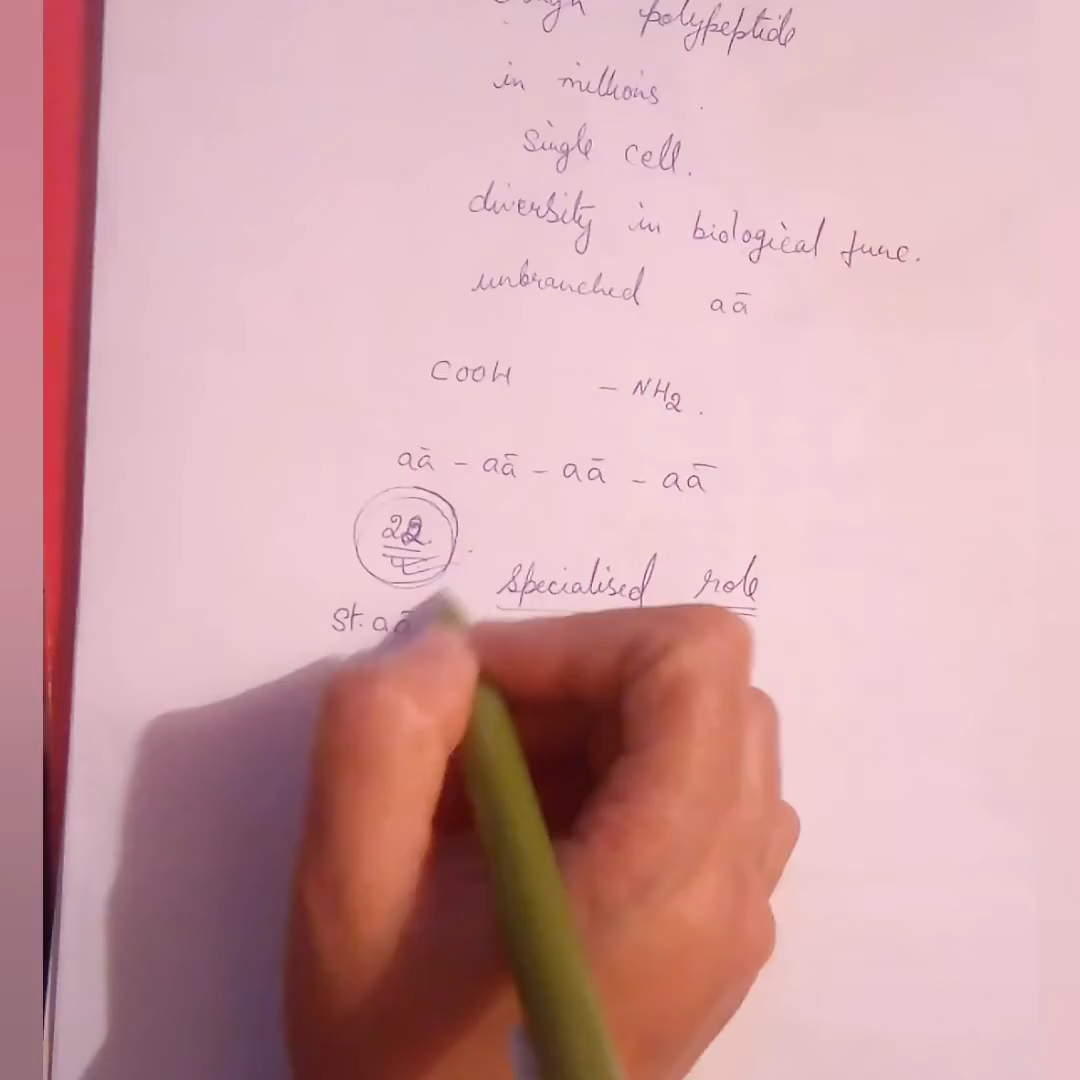 polypeptide
in millions .
single cell.
diversity in biological func.
unbranched aā
COOH – NH2 .
aā – aā – aā – aā
22
specialised role
st. aā